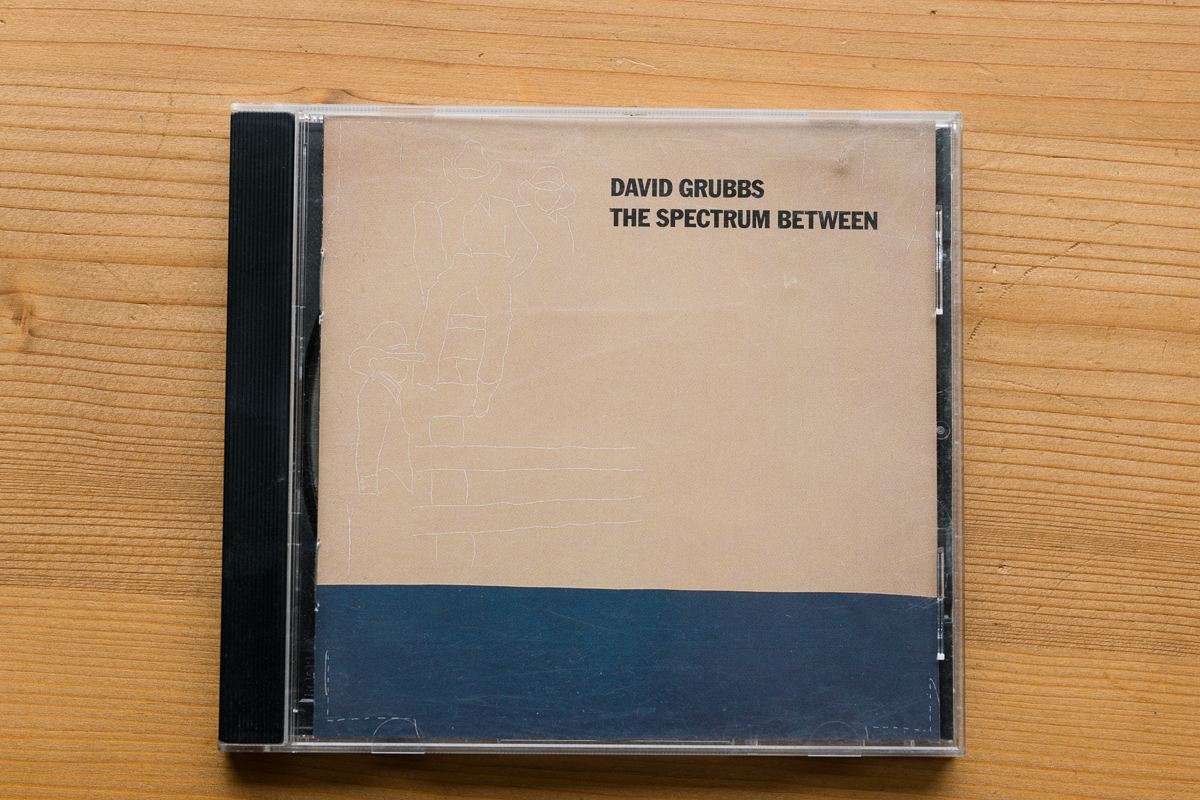 DAVID GRUBBS
THE SPECTRUM BETWEEN